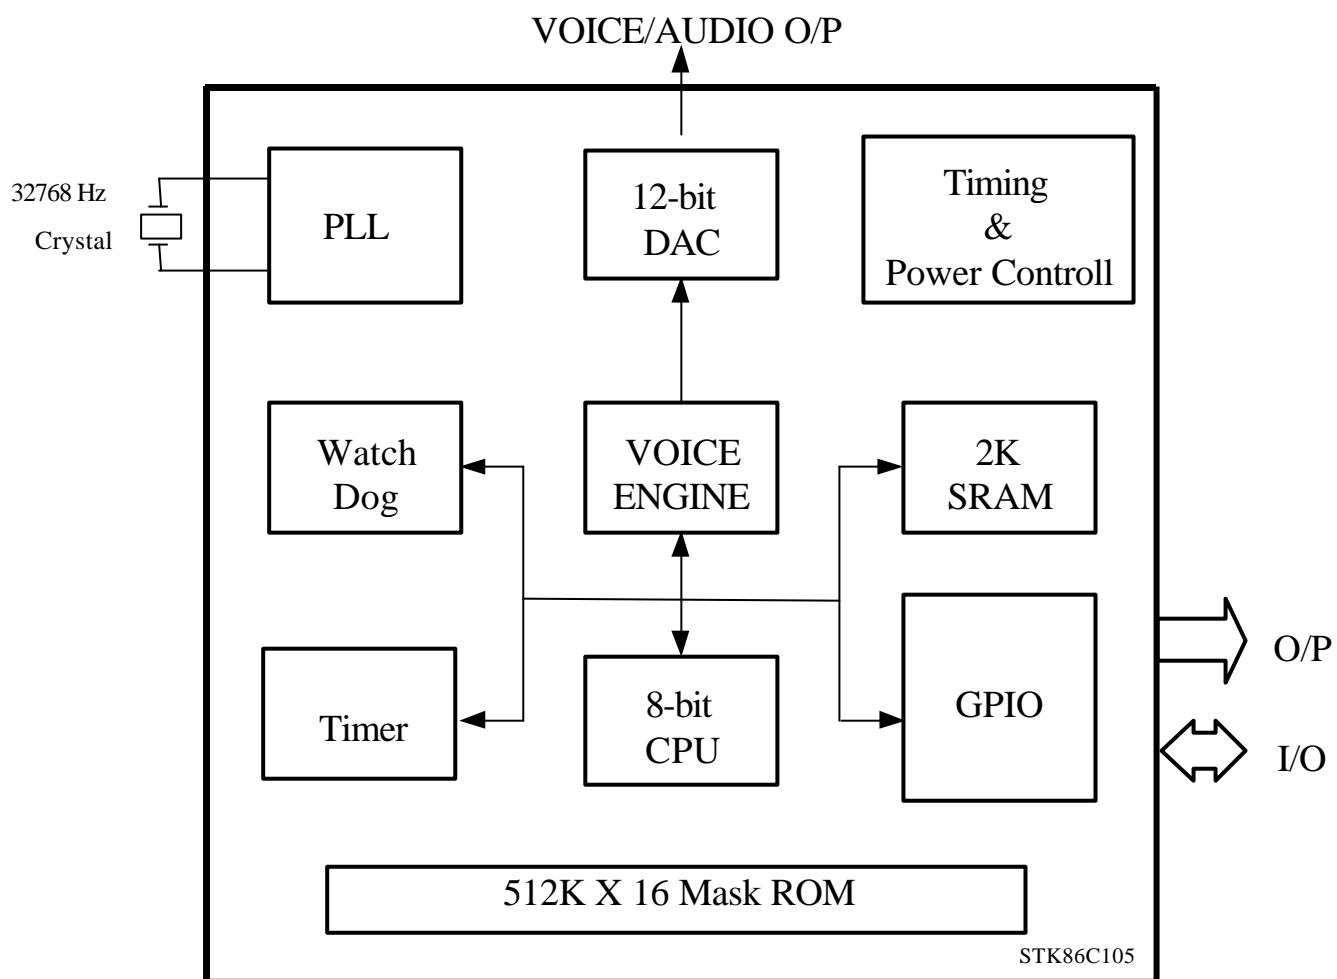 VOICE/AUDIO O/P
32768 Hz
Crystal
PLL
12-bit
DAC
Timing
&
Power Controll
Watch
Dog
VOICE
ENGINE
2K
SRAM
Timer
8-bit
CPU
GPIO
O/P
I/O
512K X 16 Mask ROM
STK86C105